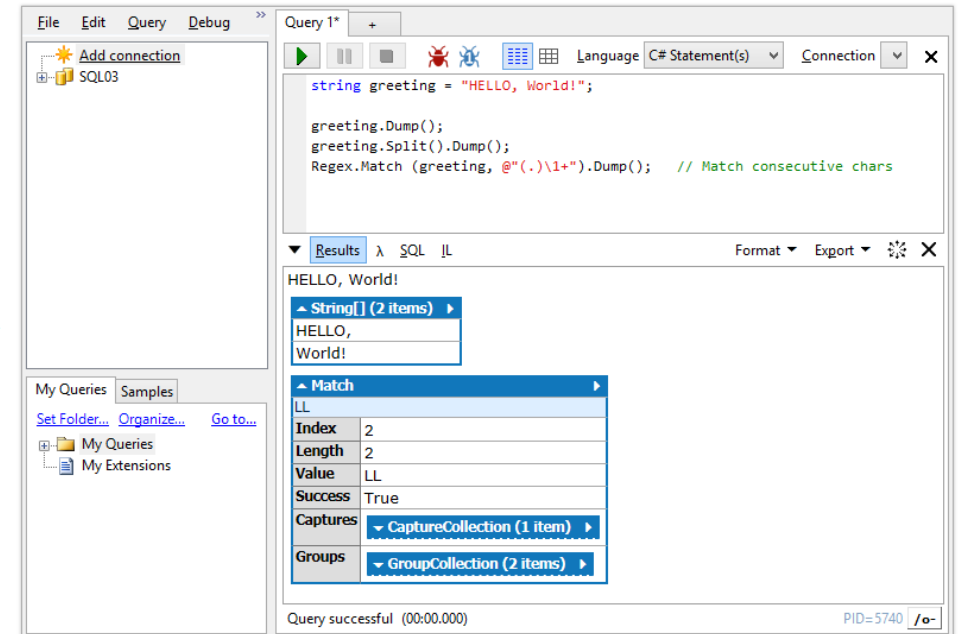 File Edit Query Debug »
Add connection
SQL03
My Queries Samples
Set Folder... Organize... Go to...
My Queries
My Extensions
Query 1* +
Language C# Statement(s) Connection
string greeting = "HELLO, World!";
greeting.Dump();
greeting.Split().Dump();
Regex.Match (greeting, @"(.)\1+").Dump();   // Match consecutive chars
Results λ SQL IL Format Export
HELLO, World!
String[] (2 items)
HELLO,
World!
Match
LL
Index 2
Length 2
Value LL
Success True
Captures CaptureCollection (1 item)
Groups GroupCollection (2 items)
Query successful (00:00.000) PID=5740 /o-